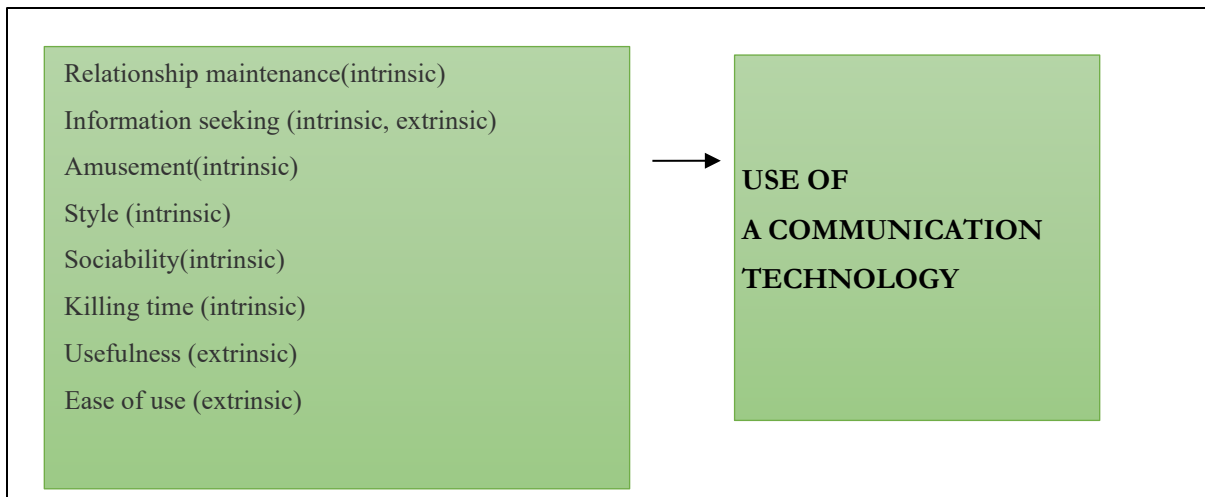 Relationship maintenance(intrinsic)
Information seeking (intrinsic, extrinsic)
Amusement(intrinsic)
Style (intrinsic)
Sociability(intrinsic)
Killing time (intrinsic)
Usefulness (extrinsic)
Ease of use (extrinsic)
USE OF
A COMMUNICATION
TECHNOLOGY